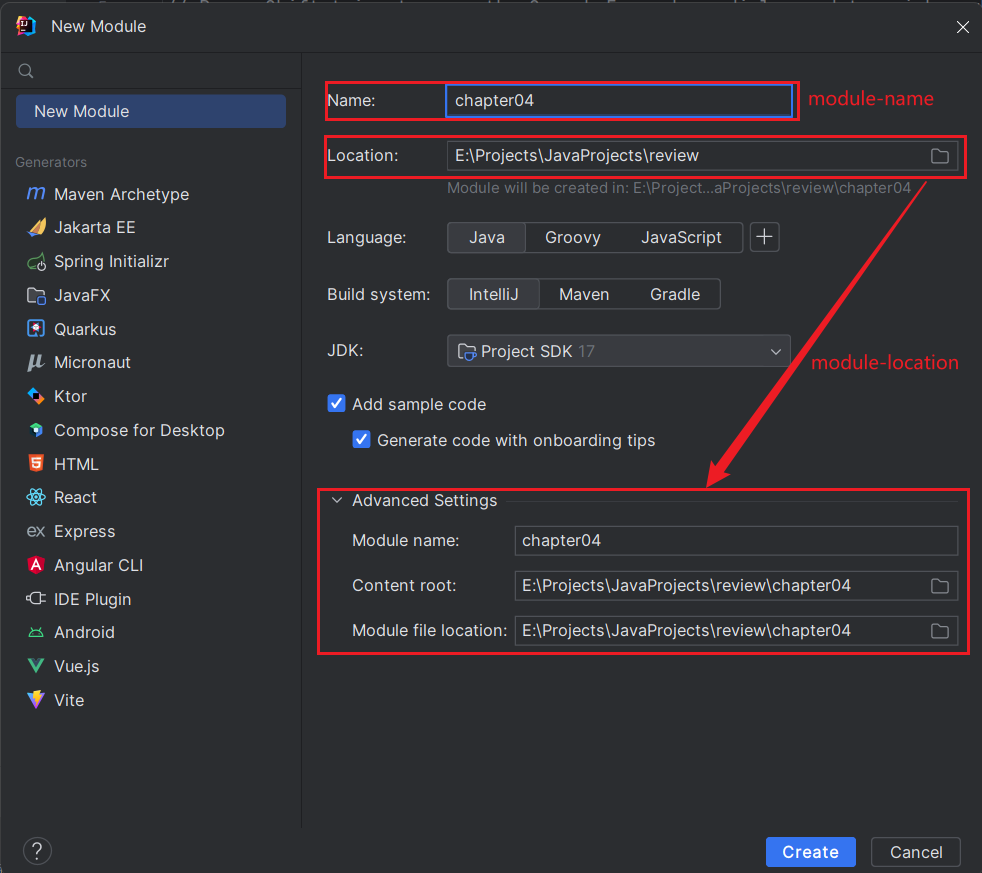 New Module
New Module
Generators
Maven Archetype
Jakarta EE
Spring Initializr
JavaFX
Quarkus
Micronaut
Ktor
Compose for Desktop
HTML
React
Express
Angular CLI
IDE Plugin
Android
Vue.js
Vite
Name: chapter04 module-name
Location: E:\Projects\JavaProjects\review
Module will be created in: E:\Project...aProjects\review\chapter04
Language: Java Groovy JavaScript
Build system: IntelliJ Maven Gradle
JDK: Project SDK 17
module-location
Add sample code
Generate code with onboarding tips
Advanced Settings
Module name: chapter04
Content root: E:\Projects\JavaProjects\review\chapter04
Module file location: E:\Projects\JavaProjects\review\chapter04
? Create Cancel